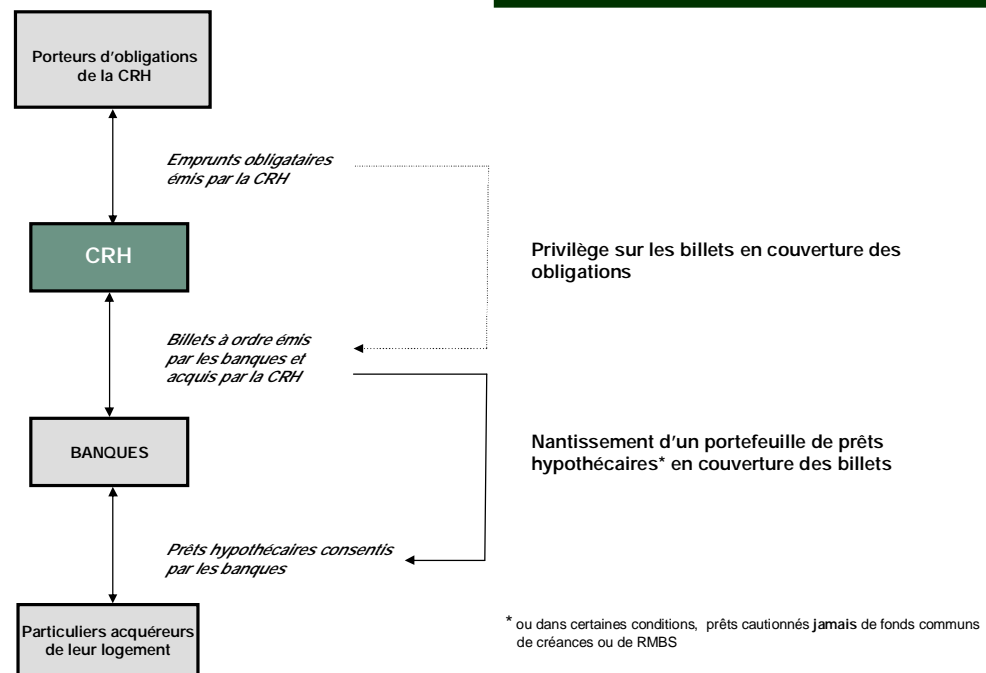 Porteurs d'obligations
de la CRH
Emprunts obligataires
émis par la CRH
CRH
Privilège sur les billets en couverture des
obligations
Billets à ordre émis
par les banques et
acquis par la CRH
BANQUES
Nantissement d'un portefeuille de prêts
hypothécaires* en couverture des billets
Prêts hypothécaires consentis
par les banques
Particuliers acquéreurs
de leur logement
* ou dans certaines conditions, prêts cautionnés jamais de fonds communs
de créances ou de RMBS